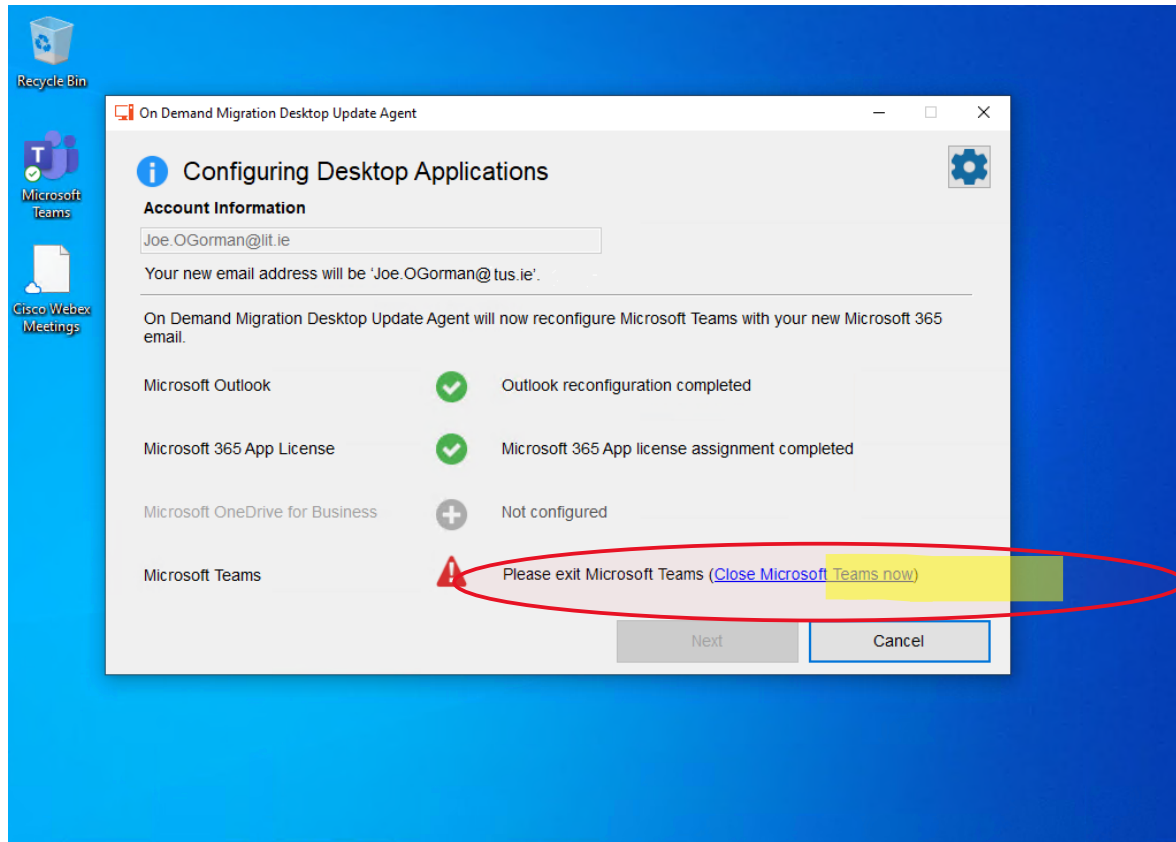 Recycle Bin
Microsoft
Teams
Cisco Webex
Meetings
On Demand Migration Desktop Update Agent
Configuring Desktop Applications
Account Information
Joe.OGorman@lit.ie
Your new email address will be 'Joe.OGorman@tus.ie'.
On Demand Migration Desktop Update Agent will now reconfigure Microsoft Teams with your new Microsoft 365
email.
Microsoft Outlook Outlook reconfiguration completed
Microsoft 365 App License Microsoft 365 App license assignment completed
Microsoft OneDrive for Business Not configured
Microsoft Teams Please exit Microsoft Teams (Close Microsoft Teams now)
Next Cancel